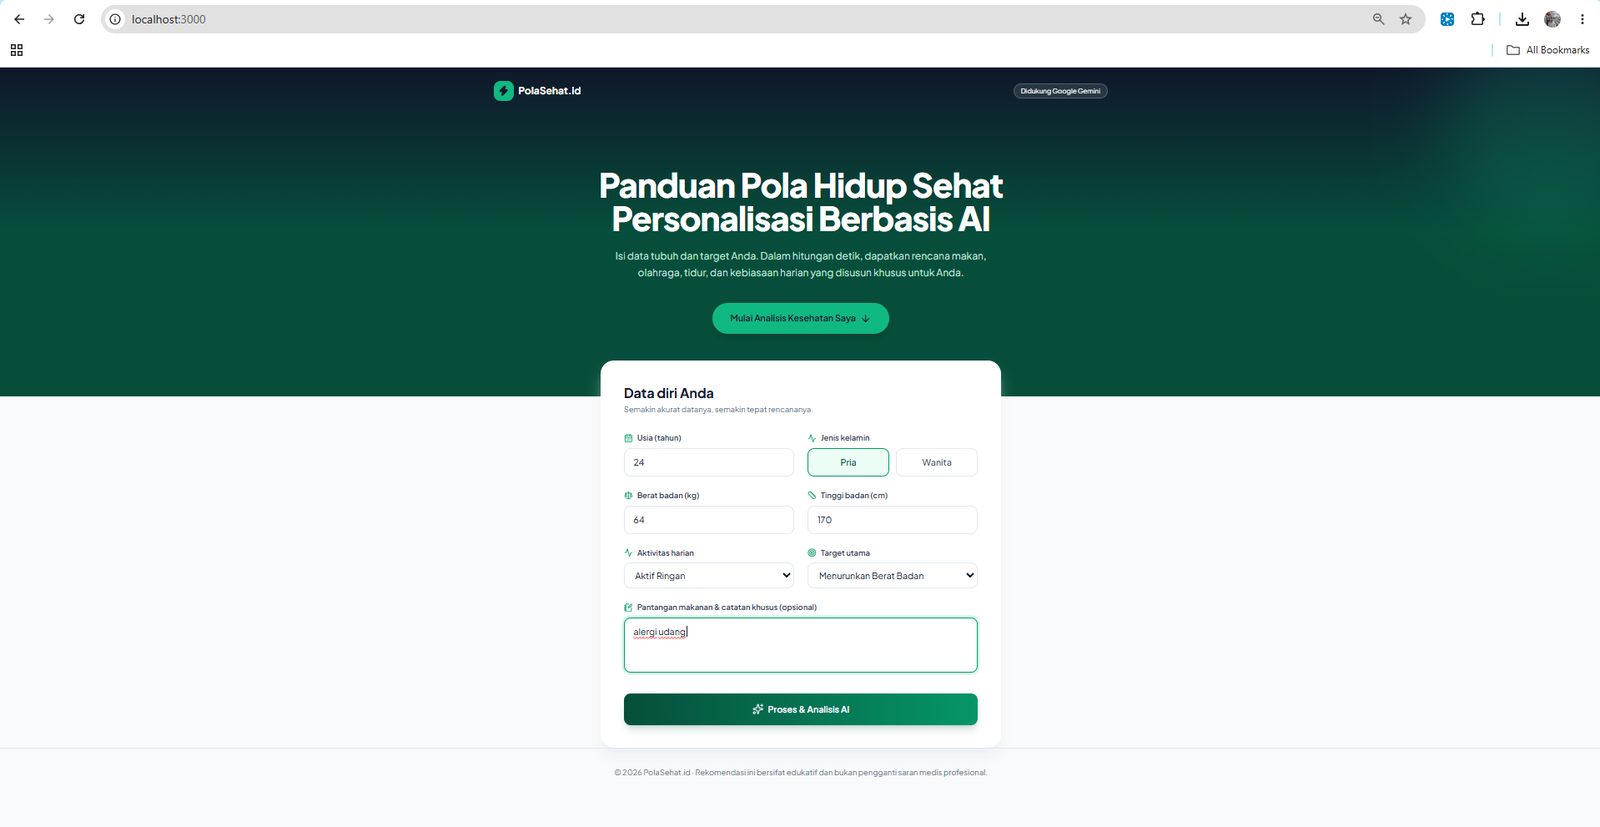 localhost:3000
All Bookmarks
PolaSehat.id
Didukung Google Gemini
Panduan Pola Hidup Sehat
Personalisasi Berbasis AI
Isi data tubuh dan target Anda. Dalam hitungan detik, dapatkan rencana makan,
olahraga, tidur, dan kebiasaan harian yang disusun khusus untuk Anda.
Mulai Analisis Kesehatan Saya ↓
Data diri Anda
Semakin akurat datanya, semakin tepat rencananya.
Usia (tahun)
Jenis kelamin
24
Pria
Wanita
Berat badan (kg)
Tinggi badan (cm)
64
170
Aktivitas harian
Target utama
Aktif Ringan
Menurunkan Berat Badan
Pantangan makanan & catatan khusus (opsional)
alergi udang
Proses & Analisis AI
© 2026 PolaSehat.id · Rekomendasi ini bersifat edukatif dan bukan pengganti saran medis profesional.